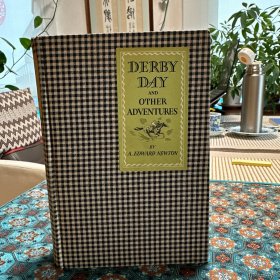 DERBY
DAY
AND
OTHER
ADVENTURES
BY
A. EDWARD NEWTON